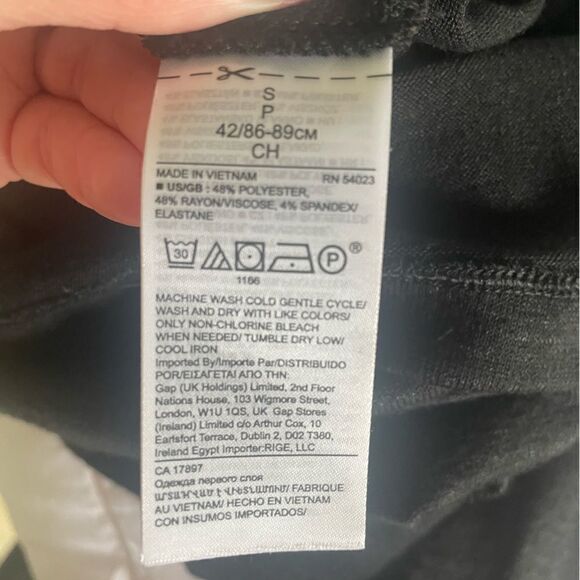 S
P
42/86-89CM
CH
MADE IN VIETNAM RN 54023
■ US/GB : 48% POLYESTER,
48% RAYON/VISCOSE, 4% SPANDEX/
ELASTANE
30 P ®
1166
MACHINE WASH COLD GENTLE CYCLE/
WASH AND DRY WITH LIKE COLORS/
ONLY NON-CHLORINE BLEACH
WHEN NEEDED/ TUMBLE DRY LOW/
COOL IRON
Imported By/Importe Par/DISTRIBUIDO
POR/ΕΙΣΑΓΕΤΑΙ ΑΠΟ ΤΗΝ:
Gap (UK Holdings) Limited, 2nd Floor
Nations House, 103 Wigmore Street,
London, W1U 1QS, UK Gap Stores
(Ireland) Limited c/o Arthur Cox, 10
Earlsfort Terrace, Dublin 2, D02 T380,
Ireland Egypt Importer:RIGE, LLC
CA 17897
Одежда первого слоя
FABRIQUE
AU VIETNAM/ HECHO EN VIETNAM
CON INSUMOS IMPORTADOS/